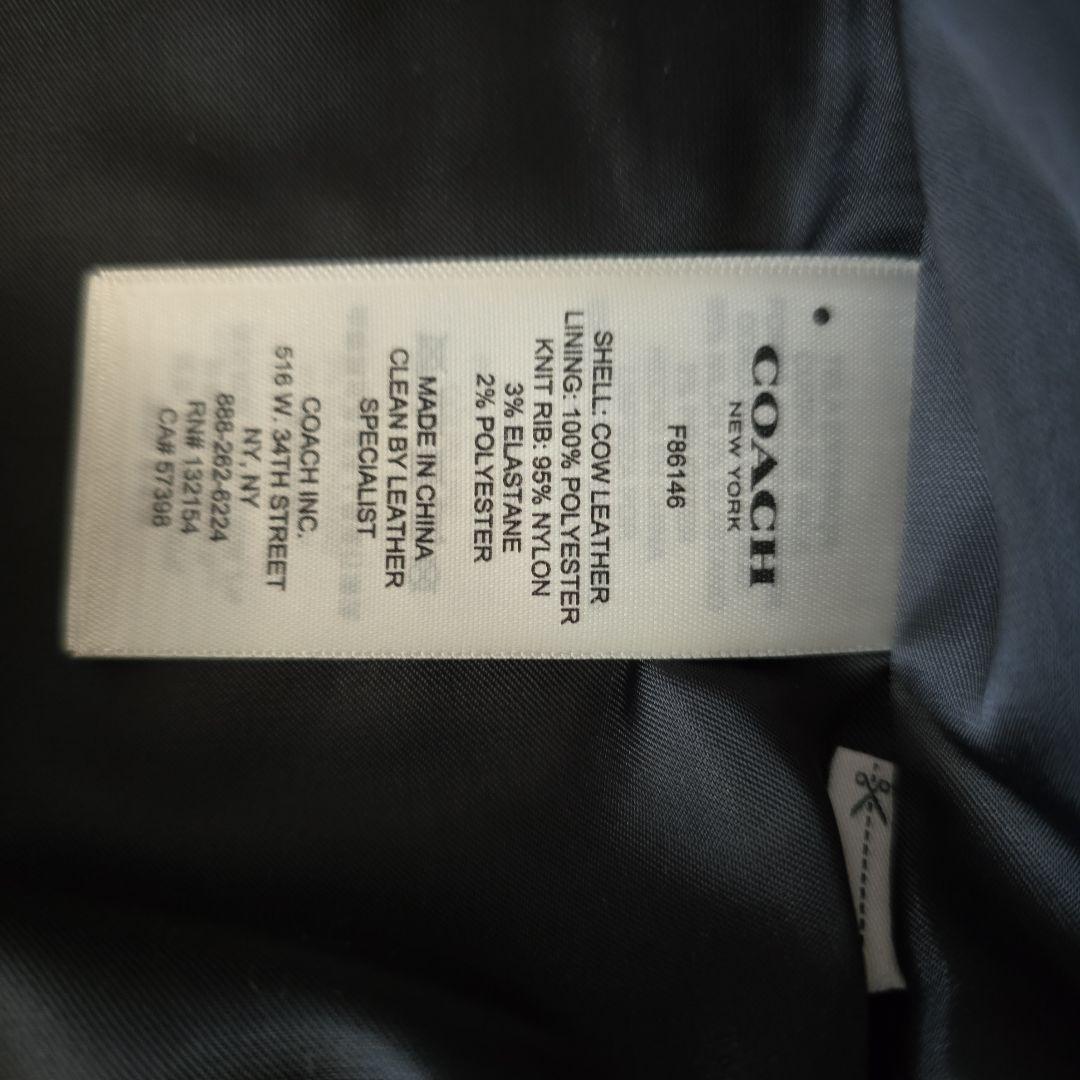 COACH
NEW YORK
F86146
SHELL: COW LEATHER
LINING: 100% POLYESTER
KNIT RIB: 95% NYLON
3% ELASTANE
2% POLYESTER
MADE IN CHINA
CLEAN BY LEATHER
SPECIALIST
COACH INC.
516 W. 34TH STREET
NY, NY
888-262-6224
RN# 132154
CA# 57398